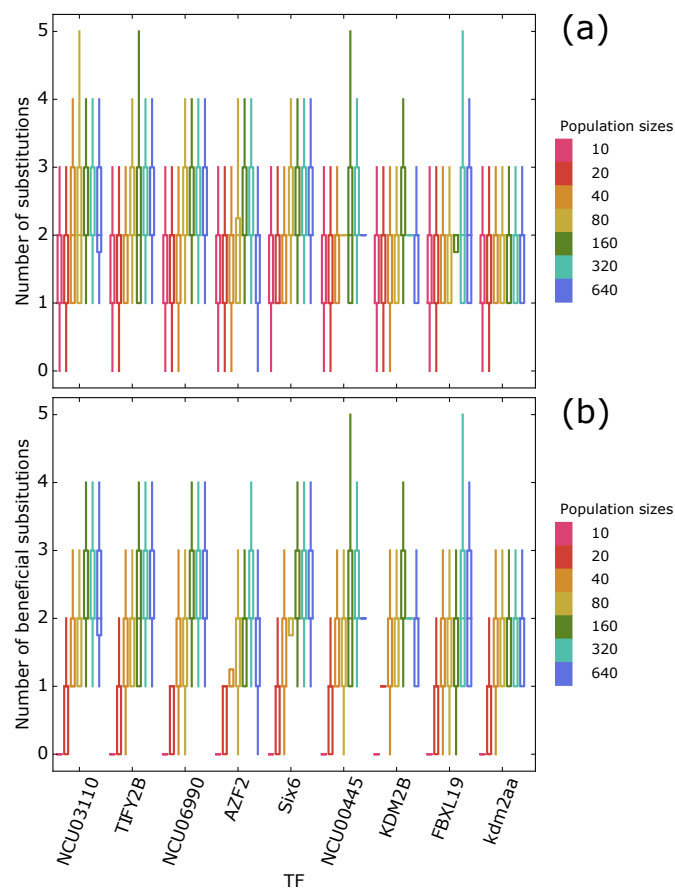 (a)
Number of substitutions
5
4
3
2
1
0
Population sizes
10
20
40
80
160
320
640
(b)
Number of beneficial subsitutions
5
4
3
2
1
0
Population sizes
10
20
40
80
160
320
640
NCU03110
TIFY2B
NCU06990
AZF2
Six6
NCU00445
KDM2B
FBXL19
kdm2aa
TF